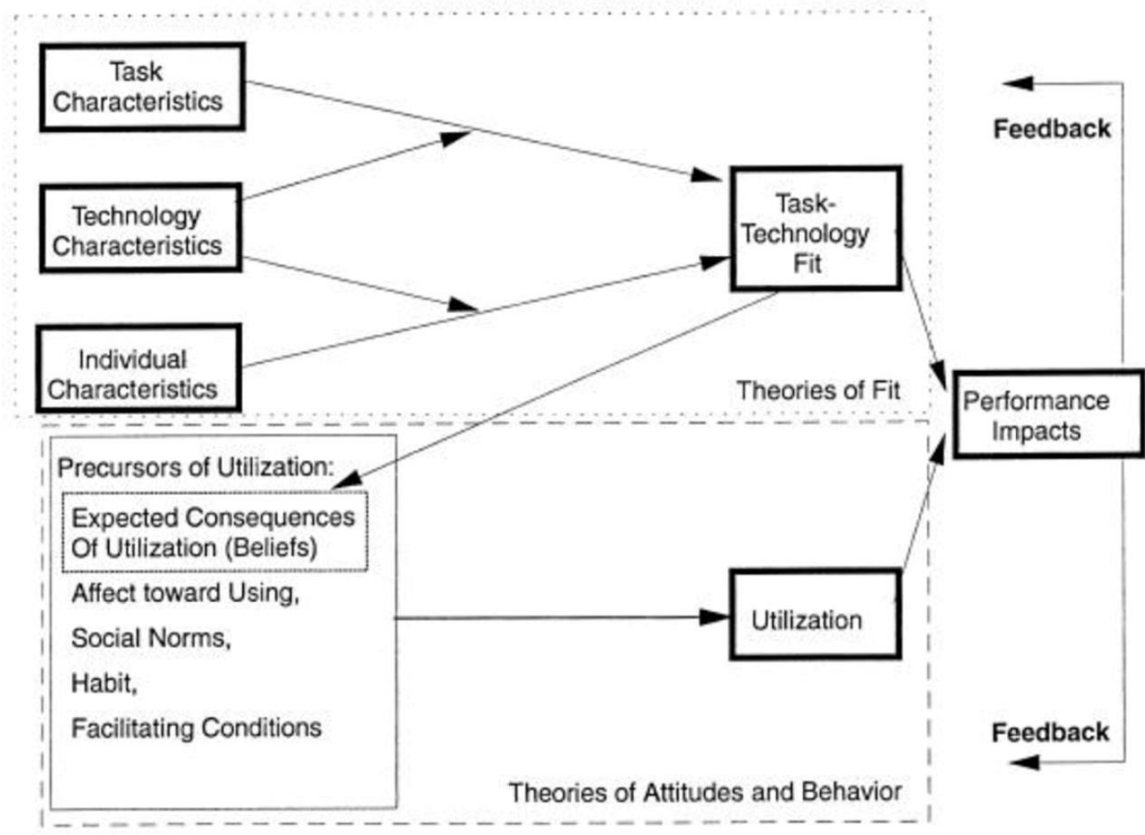 Task
Characteristics
Technology
Characteristics
Individual
Characteristics
Task-
Technology
Fit
Theories of Fit
Feedback
Performance
Impacts
Precursors of Utilization:
Expected Consequences
Of Utilization (Beliefs)
Affect toward Using,
Social Norms,
Habit,
Facilitating Conditions
Utilization
Theories of Attitudes and Behavior
Feedback